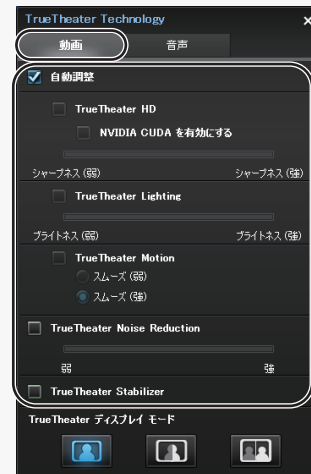 TrueTheater Technology
動画 音声
自動調整
TrueTheater HD
NVIDIA CUDA を有効にする
シャープネス (弱) シャープネス (強)
TrueTheater Lighting
ブライトネス (弱) ブライトネス (強)
TrueTheater Motion
スムーズ (弱)
スムーズ (強)
TrueTheater Noise Reduction
弱 強
TrueTheater Stabilizer
TrueTheater ディスプレイ モード